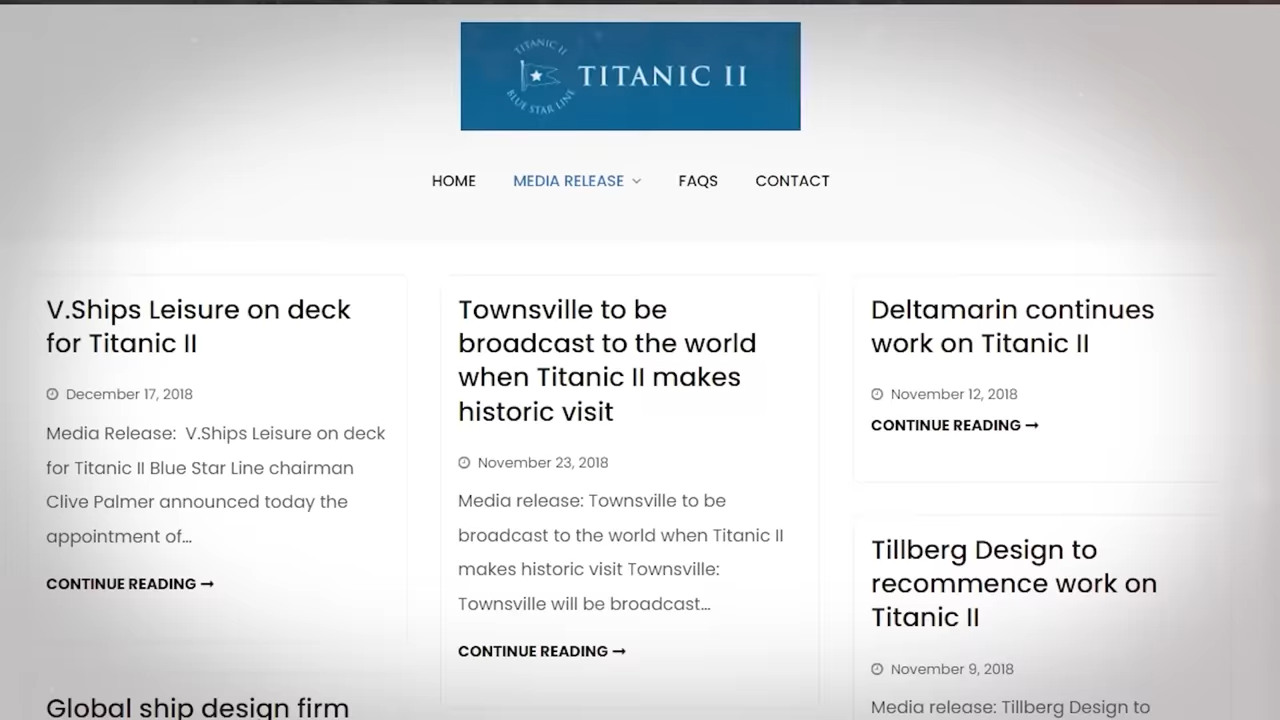 TITANIC II
BLUE STAR LINE
TITANIC II
HOME
MEDIA RELEASE
FAQS
CONTACT
V.Ships Leisure on deck
for Titanic II
December 17, 2018
Media Release:  V.Ships Leisure on deck
for Titanic II Blue Star Line chairman
Clive Palmer announced today the
appointment of...
CONTINUE READING →
Global ship design firm
Townsville to be
broadcast to the world
when Titanic II makes
historic visit
November 23, 2018
Media release: Townsville to be
broadcast to the world when Titanic II
makes historic visit Townsville:
Townsville will be broadcast...
CONTINUE READING →
Deltamarin continues
work on Titanic II
November 12, 2018
CONTINUE READING →
Tillberg Design to
recommence work on
Titanic II
November 9, 2018
Media release: Tillberg Design to